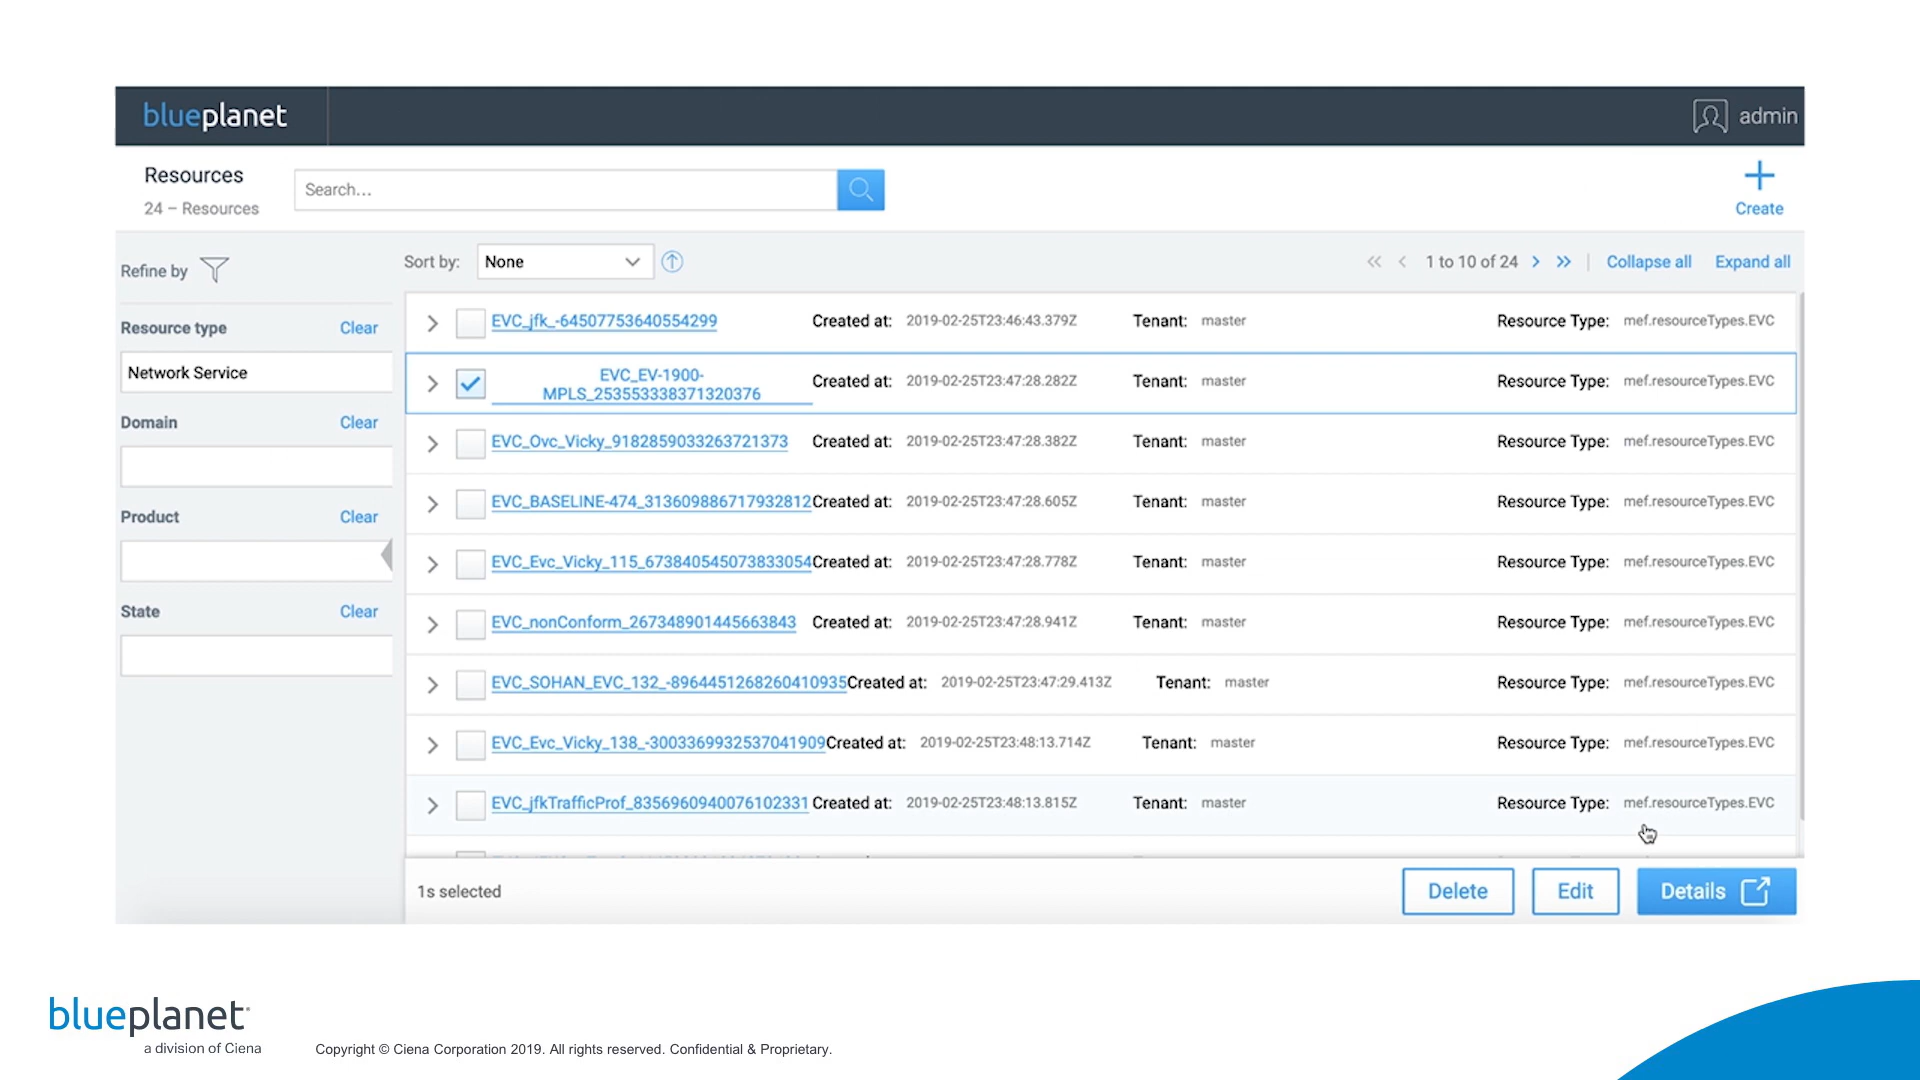 blueplanet
admin
Resources
24 – Resources
Search...
Create
Refine by
Sort by: None
1 to 10 of 24 Collapse all Expand all
Resource type Clear
Network Service
Domain Clear
Product Clear
State Clear
EVC_jfk_-64507753640554299 Created at: 2019-02-25T23:46:43.379Z Tenant: master Resource Type: mef.resourceTypes.EVC
EVC_EV-1900-
MPLS_253553338371320376 Created at: 2019-02-25T23:47:28.282Z Tenant: master Resource Type: mef.resourceTypes.EVC
EVC_Ovc_Vicky_9182859033263721373 Created at: 2019-02-25T23:47:28.382Z Tenant: master Resource Type: mef.resourceTypes.EVC
EVC_BASELINE-474_313609886717932812 Created at: 2019-02-25T23:47:28.605Z Tenant: master Resource Type: mef.resourceTypes.EVC
EVC_Evc_Vicky_115_673840545073833054 Created at: 2019-02-25T23:47:28.778Z Tenant: master Resource Type: mef.resourceTypes.EVC
EVC_nonConform_267348901445663843 Created at: 2019-02-25T23:47:28.941Z Tenant: master Resource Type: mef.resourceTypes.EVC
EVC_SOHAN_EVC_132_-8964451268260410935 Created at: 2019-02-25T23:47:29.413Z Tenant: master Resource Type: mef.resourceTypes.EVC
EVC_Evc_Vicky_138_-3003369932537041909 Created at: 2019-02-25T23:48:13.714Z Tenant: master Resource Type: mef.resourceTypes.EVC
EVC_jfkTrafficProf_8356960940076102331 Created at: 2019-02-25T23:48:13.815Z Tenant: master Resource Type: mef.resourceTypes.EVC
1s selected
Delete
Edit
Details
blueplanet
a division of Ciena
Copyright © Ciena Corporation 2019. All rights reserved. Confidential & Proprietary.